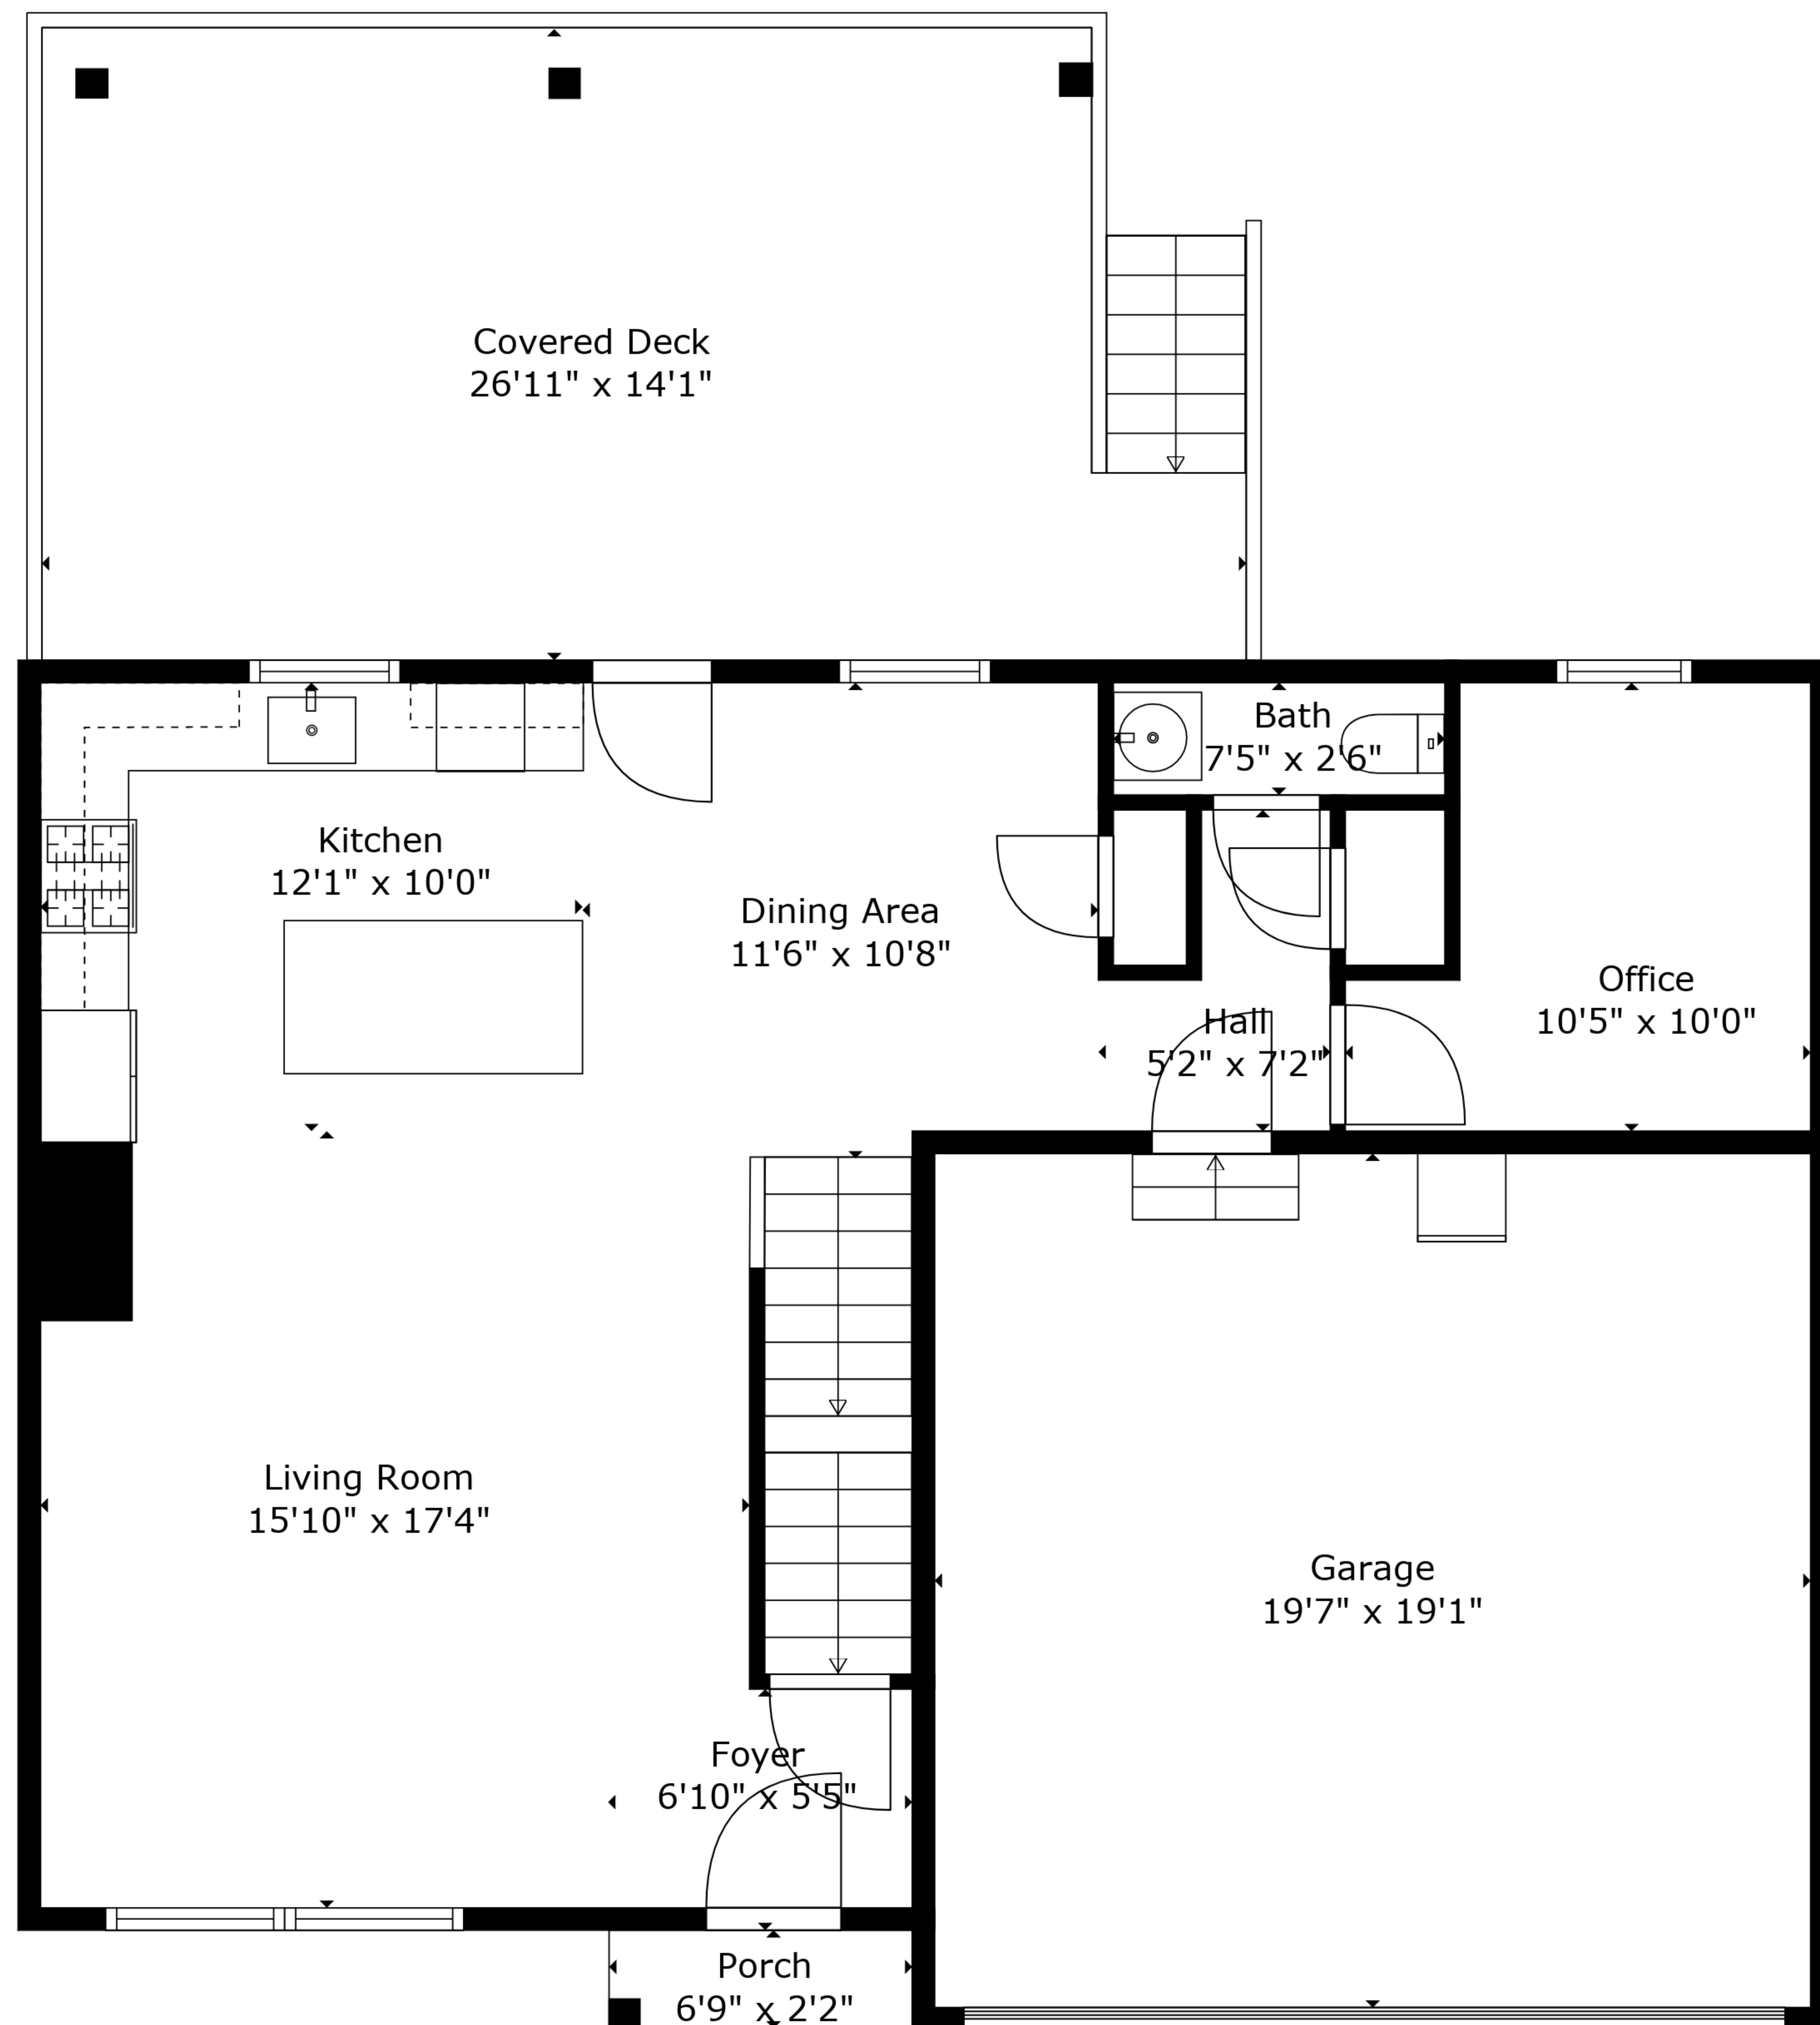 Covered Deck
26'11" x 14'1"
Bath
7'5" x 2'6"
Kitchen
12'1" x 10'0"
Dining Area
11'6" x 10'8"
Office
10'5" x 10'0"
Hall
5'2" x 7'2"
Living Room
15'10" x 17'4"
Garage
19'7" x 19'1"
Foyer
6'10" x 5'5"
Porch
6'9" x 2'2"